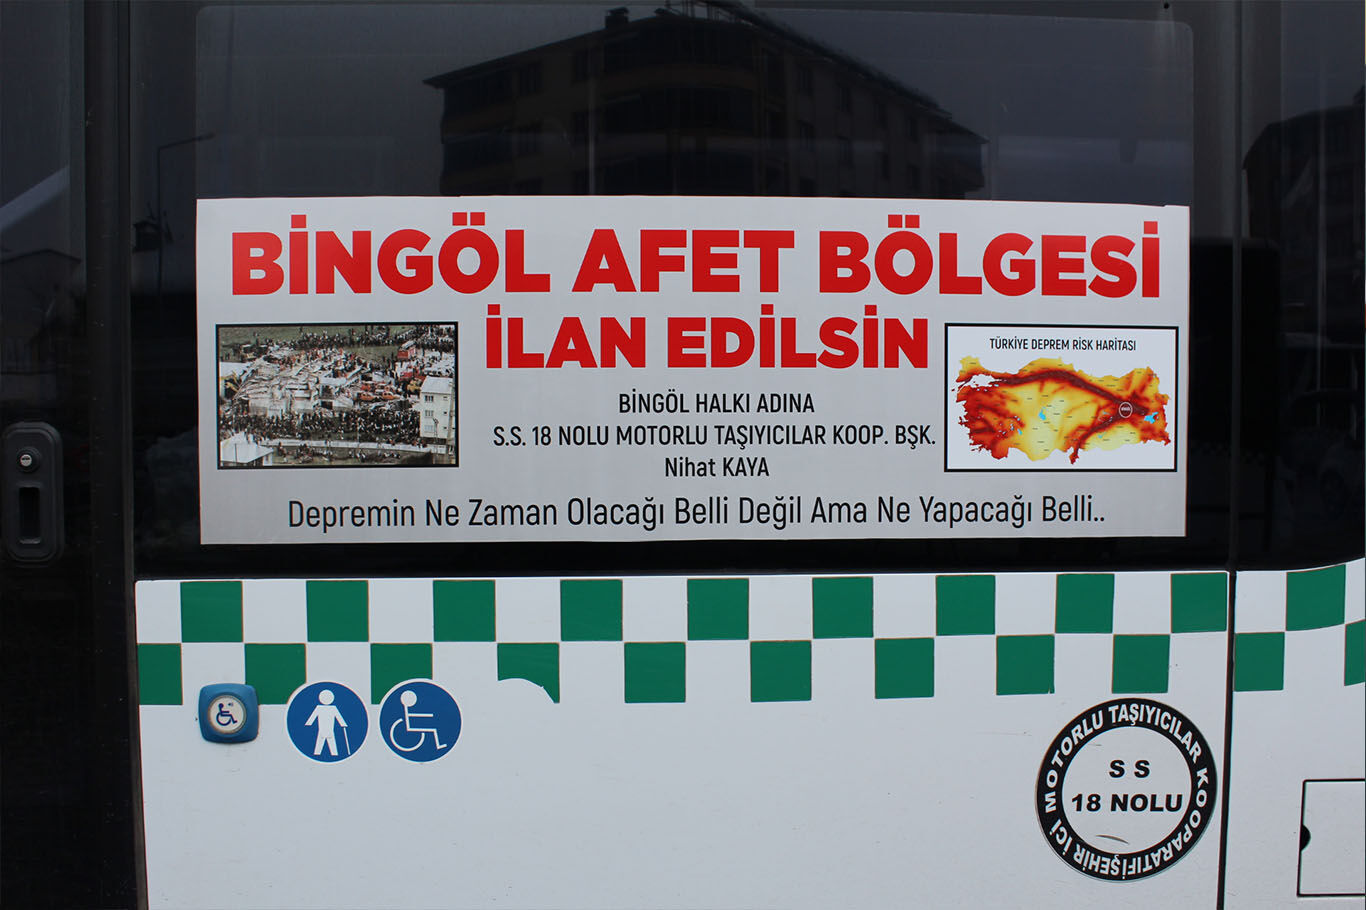 BİNGÖL AFET BÖLGESİ
İLAN EDİLSİN
TÜRKİYE DEPREM RİSK HARİTASI
BİNGÖL HALKI ADINA
S.S. 18 NOLU MOTORLU TAŞIYICILAR KOOP. BŞK.
Nihat KAYA
Depremin Ne Zaman Olacağı Belli Değil Ama Ne Yapacağı Belli..
ŞEHİR İÇİ MOTORLU TAŞIYICILAR KOOPARATİFİ
S S
18 NOLU